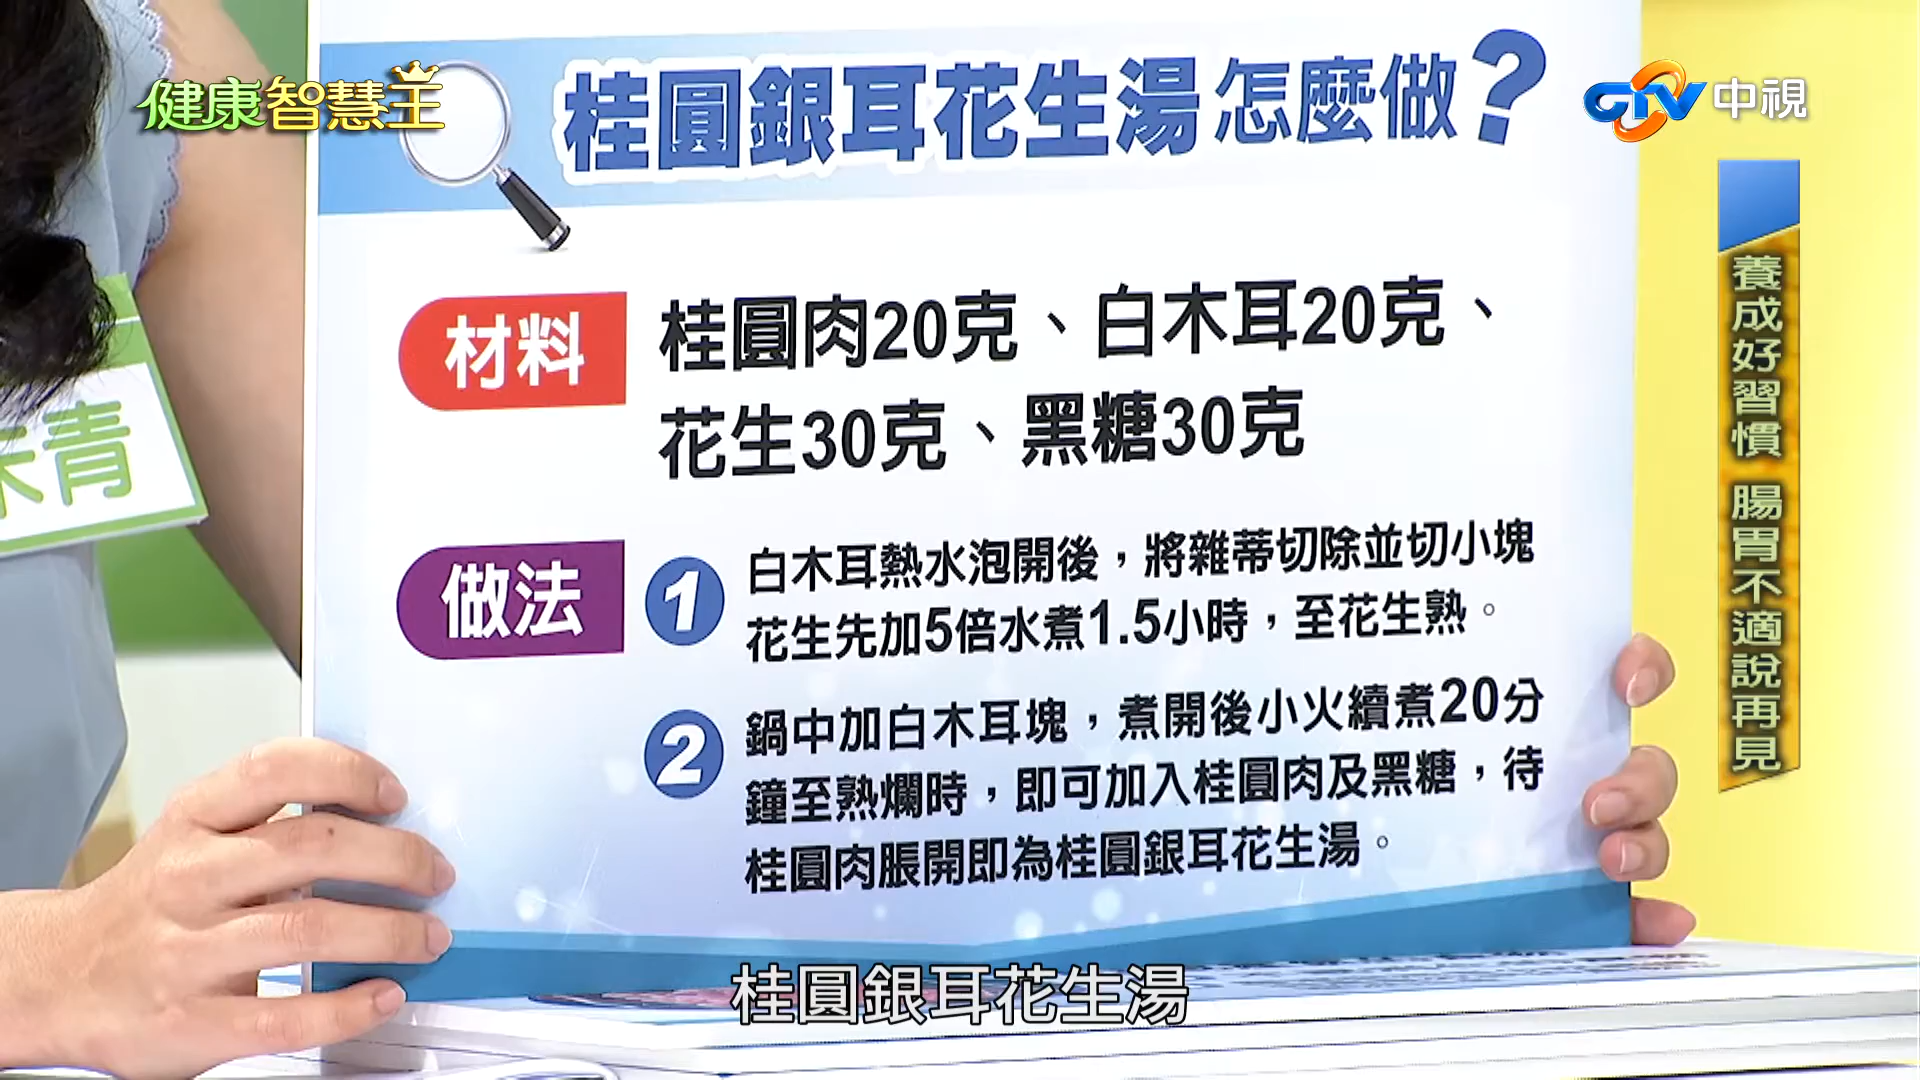 健康智慧王
CTV中視
桂圓銀耳花生湯怎麼做?
材料
桂圓肉20克、白木耳20克、
花生30克、黑糖30克
做法
1 白木耳熱水泡開後，將雜蒂切除並切小塊
花生先加5倍水煮1.5小時，至花生熟。
2 鍋中加白木耳塊，煮開後小火續煮20分
鐘至熟爛時，即可加入桂圓肉及黑糖，待
桂圓肉脹開即為桂圓銀耳花生湯。
養成好習慣 腸胃不適說再見
青
桂圓銀耳花生湯